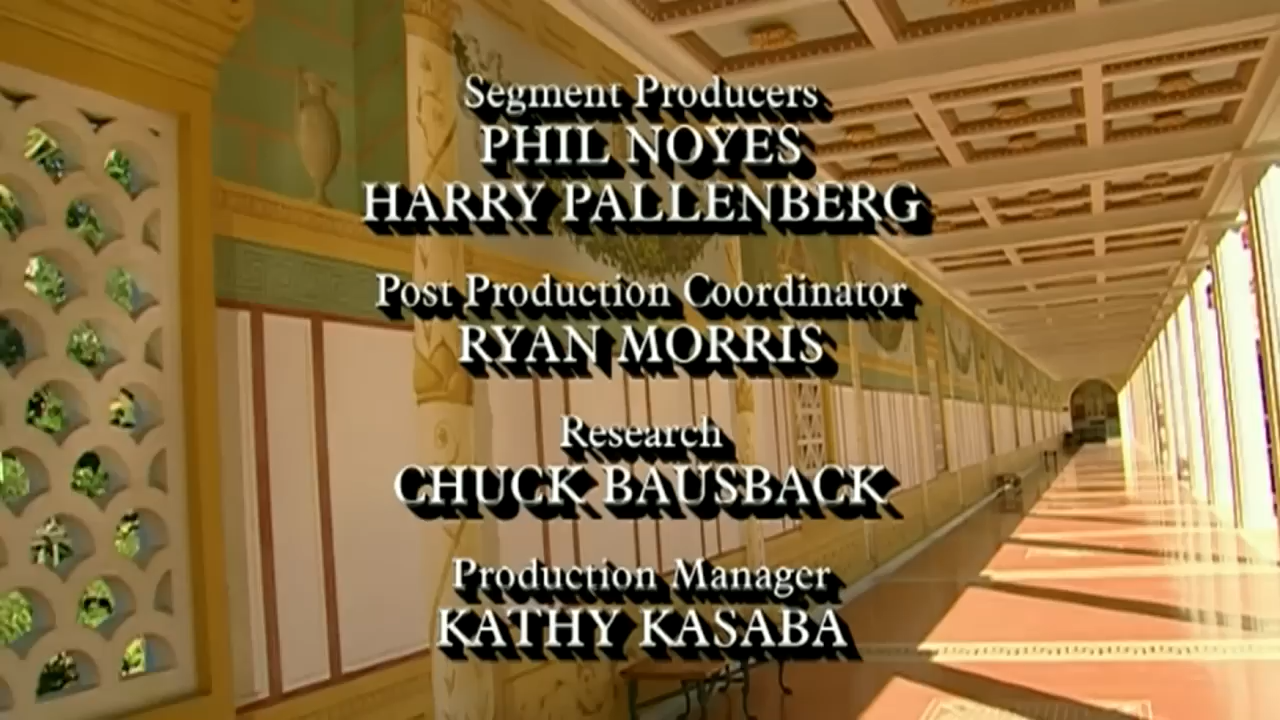 Segment Producers
PHIL NOYES
HARRY PALLENBERG
Post Production Coordinator
RYAN MORRIS
Research
CHUCK BAUSBACK
Production Manager
KATHY KASABA